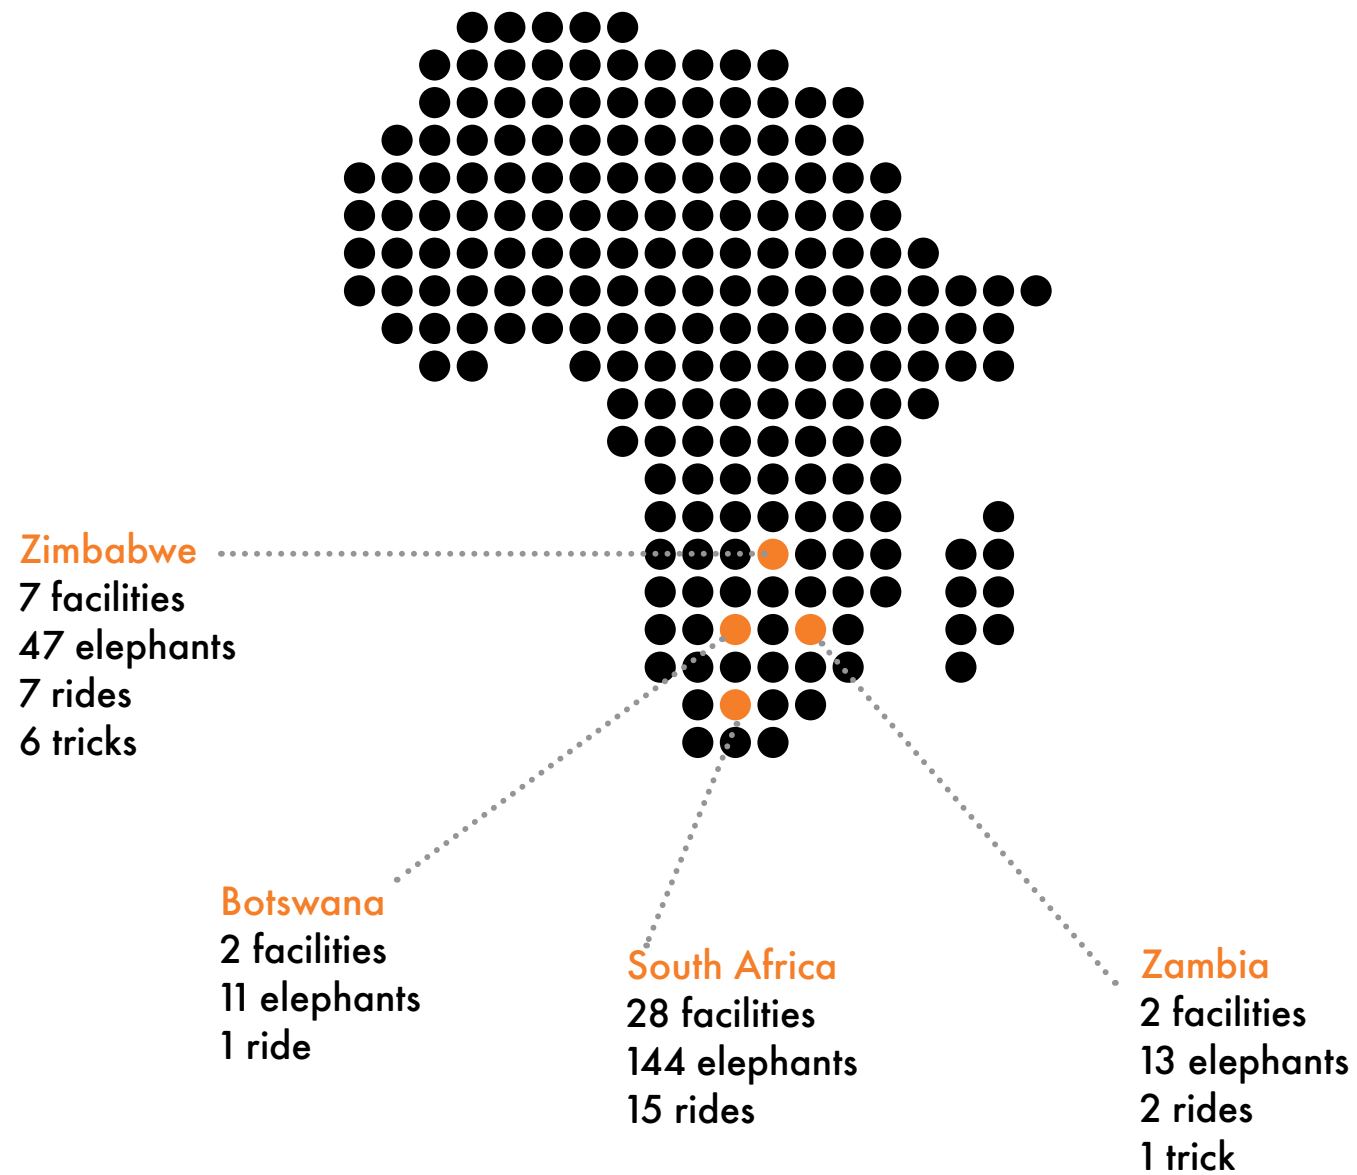 Zimbabwe
7 facilities
47 elephants
7 rides
6 tricks
Botswana
2 facilities
11 elephants
1 ride
South Africa
28 facilities
144 elephants
15 rides
Zambia
2 facilities
13 elephants
2 rides
1 trick